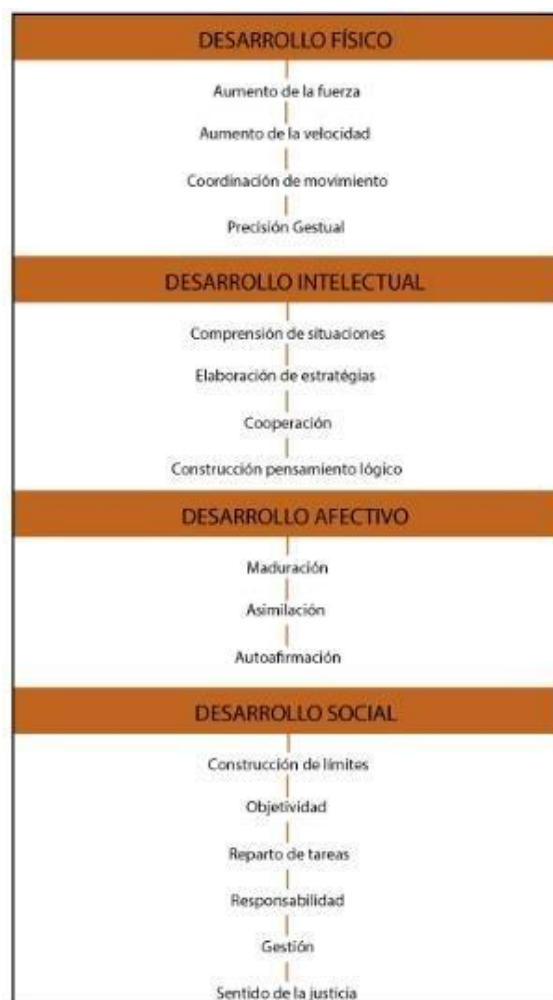 DESARROLLO FÍSICO
Aumento de la fuerza
Aumento de la velocidad
Coordinación de movimiento
Precisión Gestual
DESARROLLO INTELECTUAL
Comprensión de situaciones
Elaboración de estratégias
Cooperación
Construcción pensamiento lógico
DESARROLLO AFECTIVO
Maduración
Asimilación
Autoafirmación
DESARROLLO SOCIAL
Construcción de límites
Objetividad
Reparto de tareas
Responsabilidad
Gestión
Sentido de la justicia